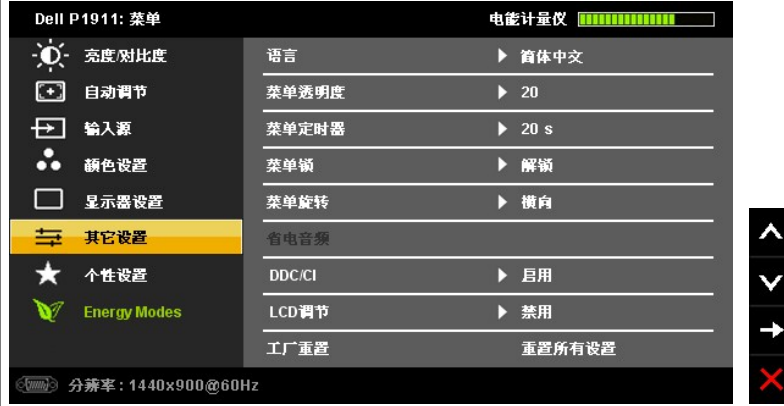 Dell P1911: 菜单
电能计量仪
亮度/对比度
自动调节
输入源
颜色设置
显示器设置
其它设置
个性设置
Energy Modes
语言 简体中文
菜单透明度 20
菜单定时器 20 s
菜单锁 解锁
菜单旋转 横向
省电音频
DDC/CI 启用
LCD调节 禁用
工厂重置 重置所有设置
分辨率: 1440x900@60Hz